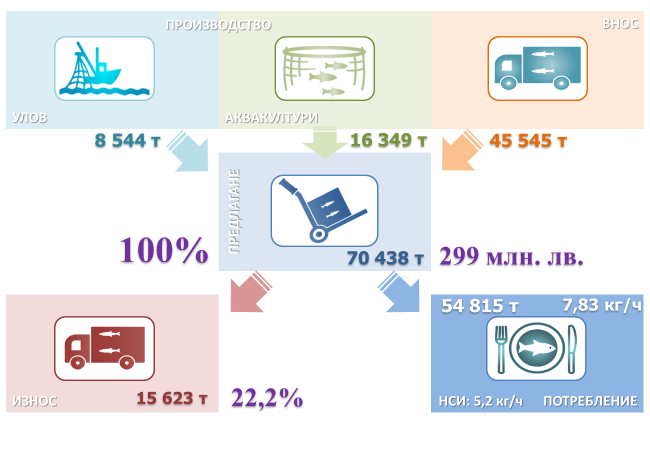 ПРОИЗВОДСТВО
ВНОС
УЛОВ
АКВАКУЛТУРИ
8 544 т
16 349 т
45 545 т
ПРЕДЛАГАНЕ
100%
70 438 т
299 млн. лв.
54 815 т
7,83 кг/ч
ИЗНОС
15 623 т
22,2%
НСИ: 5,2 кг/ч
ПОТРЕБЛЕНИЕ